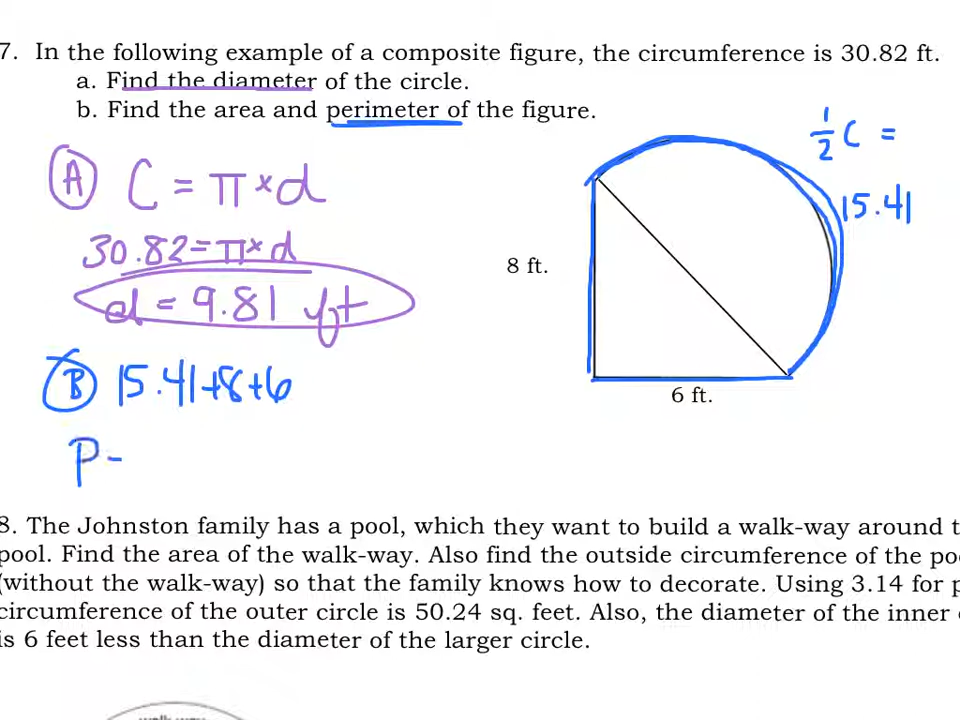 7. In the following example of a composite figure, the circumference is 30.82 ft.
a. Find the diameter of the circle.
b. Find the area and perimeter of the figure.
1/2 C =
15.41
A C = π × d
30.82 = π × d
d = 9.81 ft
8 ft.
6 ft.
B 15.41+8+6
P -
8. The Johnston family has a pool, which they want to build a walk-way around
pool. Find the area of the walk-way. Also find the outside circumference of the
(without the walk-way) so that the family knows how to decorate. Using 3.14 for
circumference of the outer circle is 50.24 sq. feet. Also, the diameter of the inner
is 6 feet less than the diameter of the larger circle.